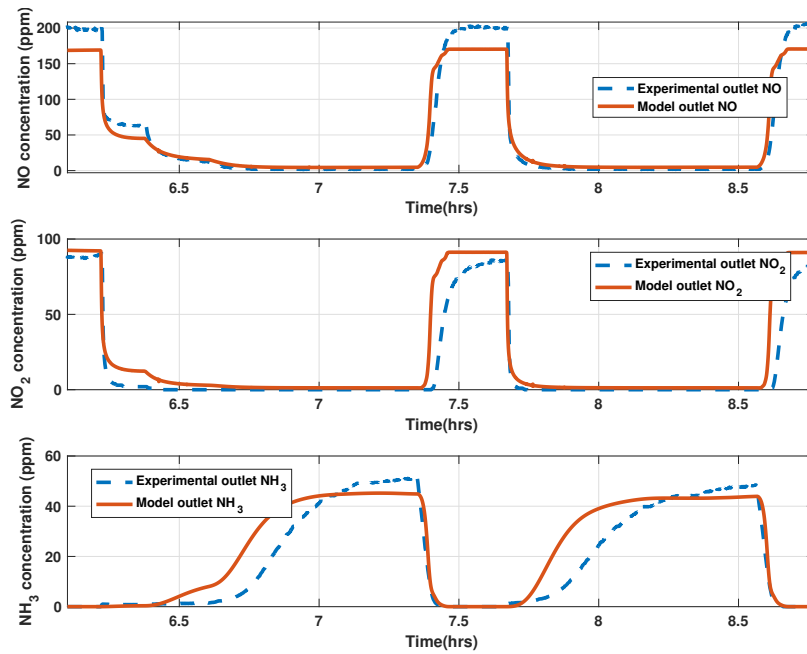 200
150
100
50
0
NO concentration (ppm)
Experimental outlet NO
Model outlet NO
6.5 7 7.5 8 8.5
Time(hrs)
100
50
0
NO2 concentration (ppm)
Experimental outlet NO2
Model outlet NO2
6.5 7 7.5 8 8.5
Time(hrs)
60
40
20
0
NH3 concentration (ppm)
Experimental outlet NH3
Model outlet NH3
6.5 7 7.5 8 8.5
Time(hrs)